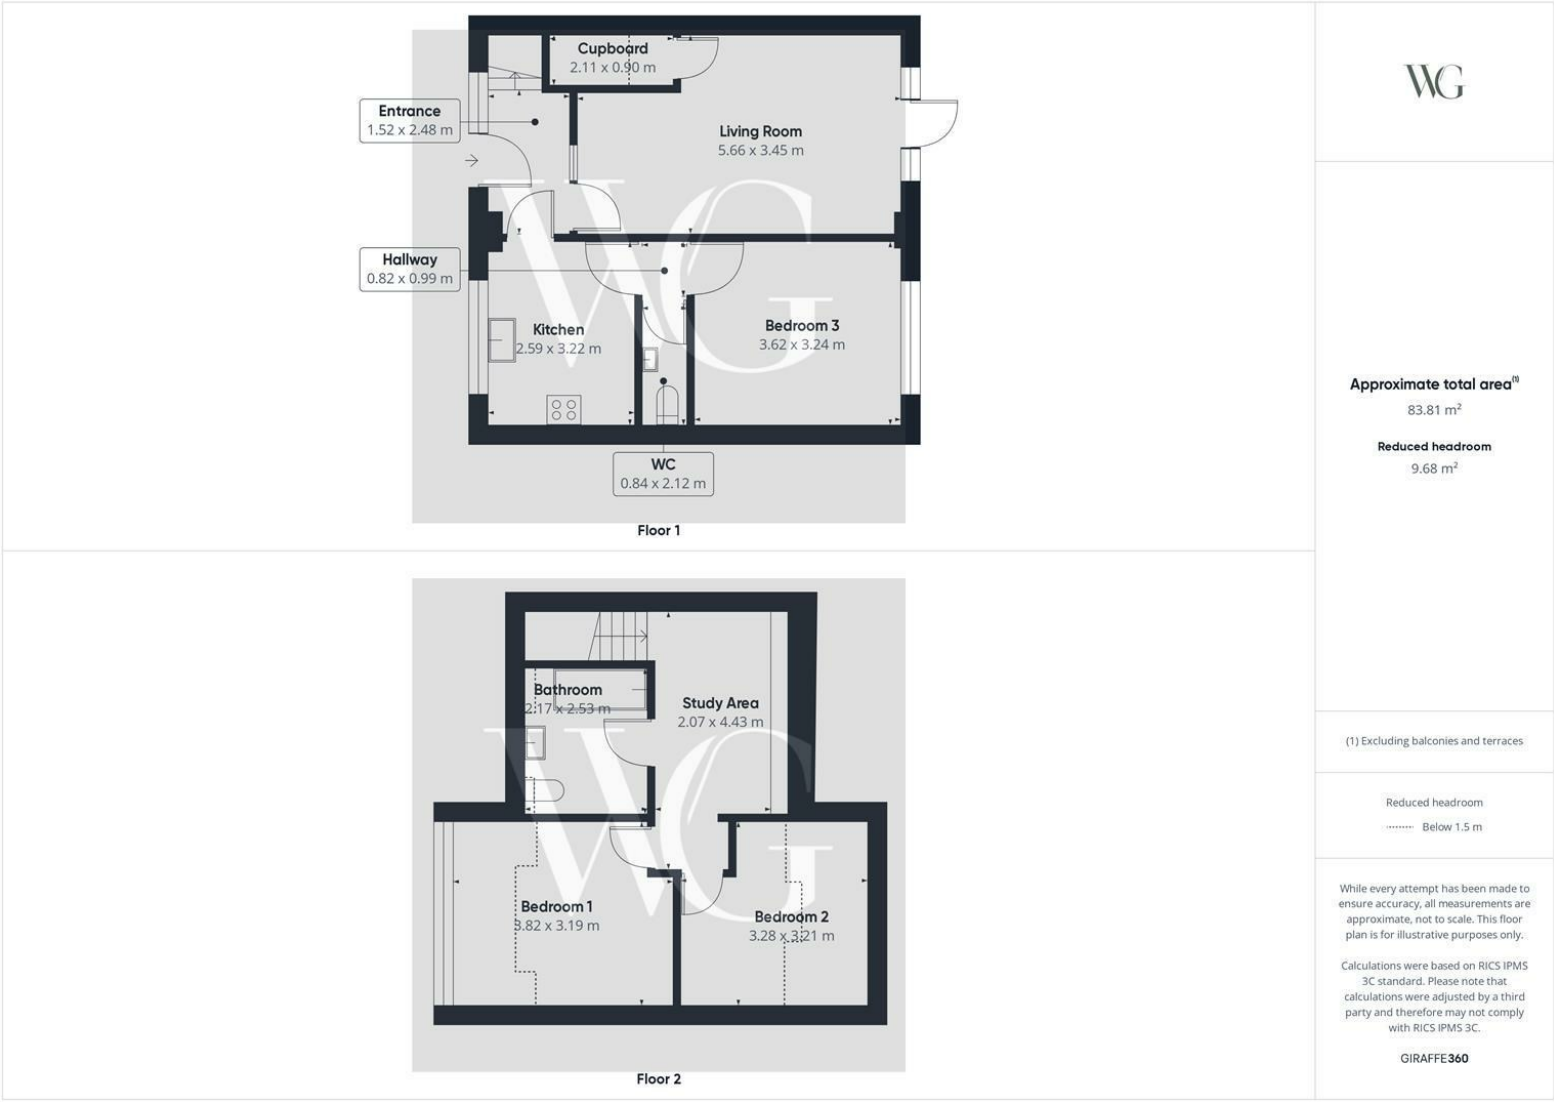 Cupboard
2.11 x 0.90 m
Entrance
1.52 x 2.48 m
Living Room
5.66 x 3.45 m
Hallway
0.82 x 0.99 m
Kitchen
2.59 x 3.22 m
Bedroom 3
3.62 x 3.24 m
WC
0.84 x 2.12 m
WG
Floor 1
Bathroom
2.17 x 2.53 m
Study Area
2.07 x 4.43 m
Bedroom 1
3.82 x 3.19 m
Bedroom 2
3.28 x 3.21 m
WG
Floor 2
WG
Approximate total area(1)
83.81 m²
Reduced headroom
9.68 m²
(1) Excluding balconies and terraces
Reduced headroom
Below 1.5 m
While every attempt has been made to
ensure accuracy, all measurements are
approximate, not to scale. This floor
plan is for illustrative purposes only.
Calculations were based on RICS IPMS
3C standard. Please note that
calculations were adjusted by a third
party and therefore may not comply
with RICS IPMS 3C.
GIRAFFE360